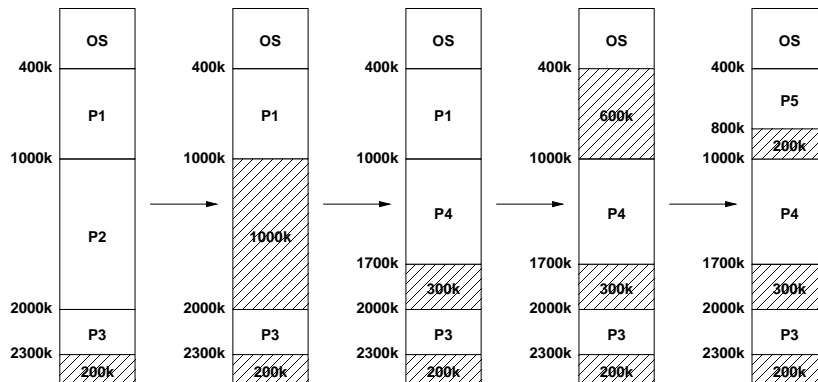 OS OS OS OS OS
400k 400k 400k 400k 400k
P1 P1 P1 600k P5
800k
200k
1000k 1000k 1000k 1000k 1000k
P2 1000k P4 P4 P4
1700k 1700k 1700k
300k 300k 300k
2000k 2000k 2000k 2000k 2000k
P3 P3 P3 P3 P3
2300k 2300k 2300k 2300k 2300k
200k 200k 200k 200k 200k